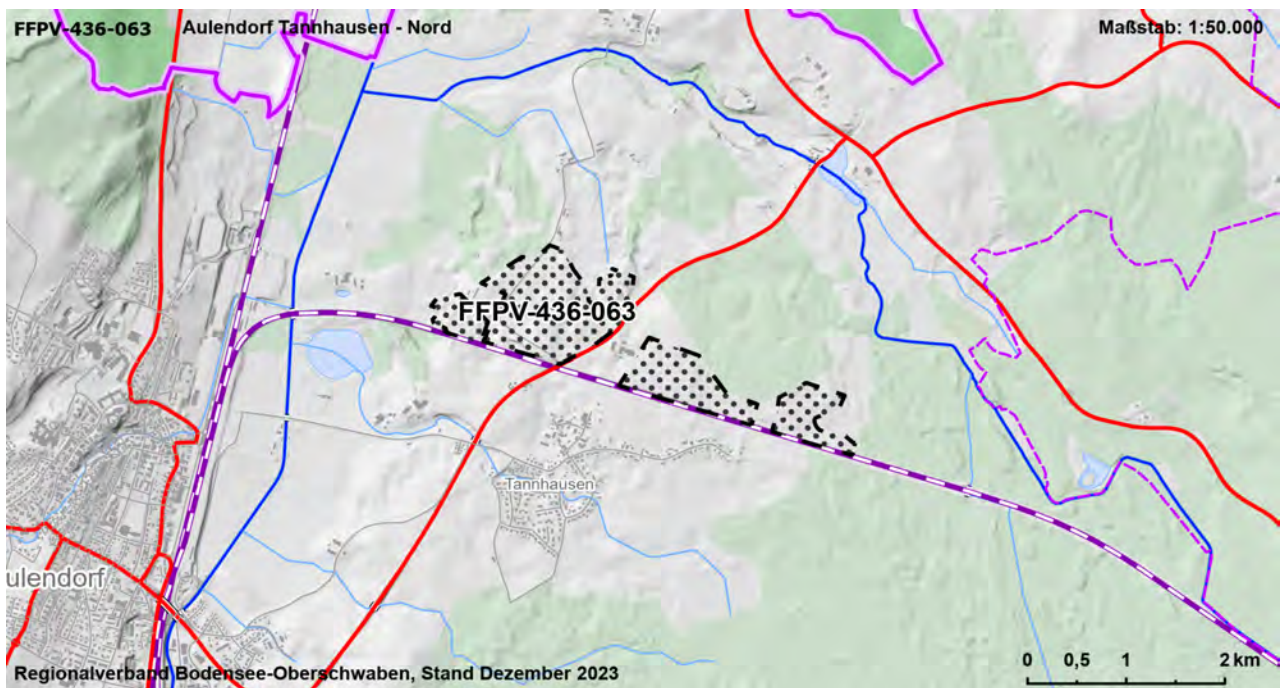 FFPV-436-063 Aulendorf Tannhausen - Nord Maßstab: 1:50.000
FFPV-436-063
Tannhausen
ulendorf
Regionalverband Bodensee-Oberschwaben, Stand Dezember 2023 0 0,5 1 2 km